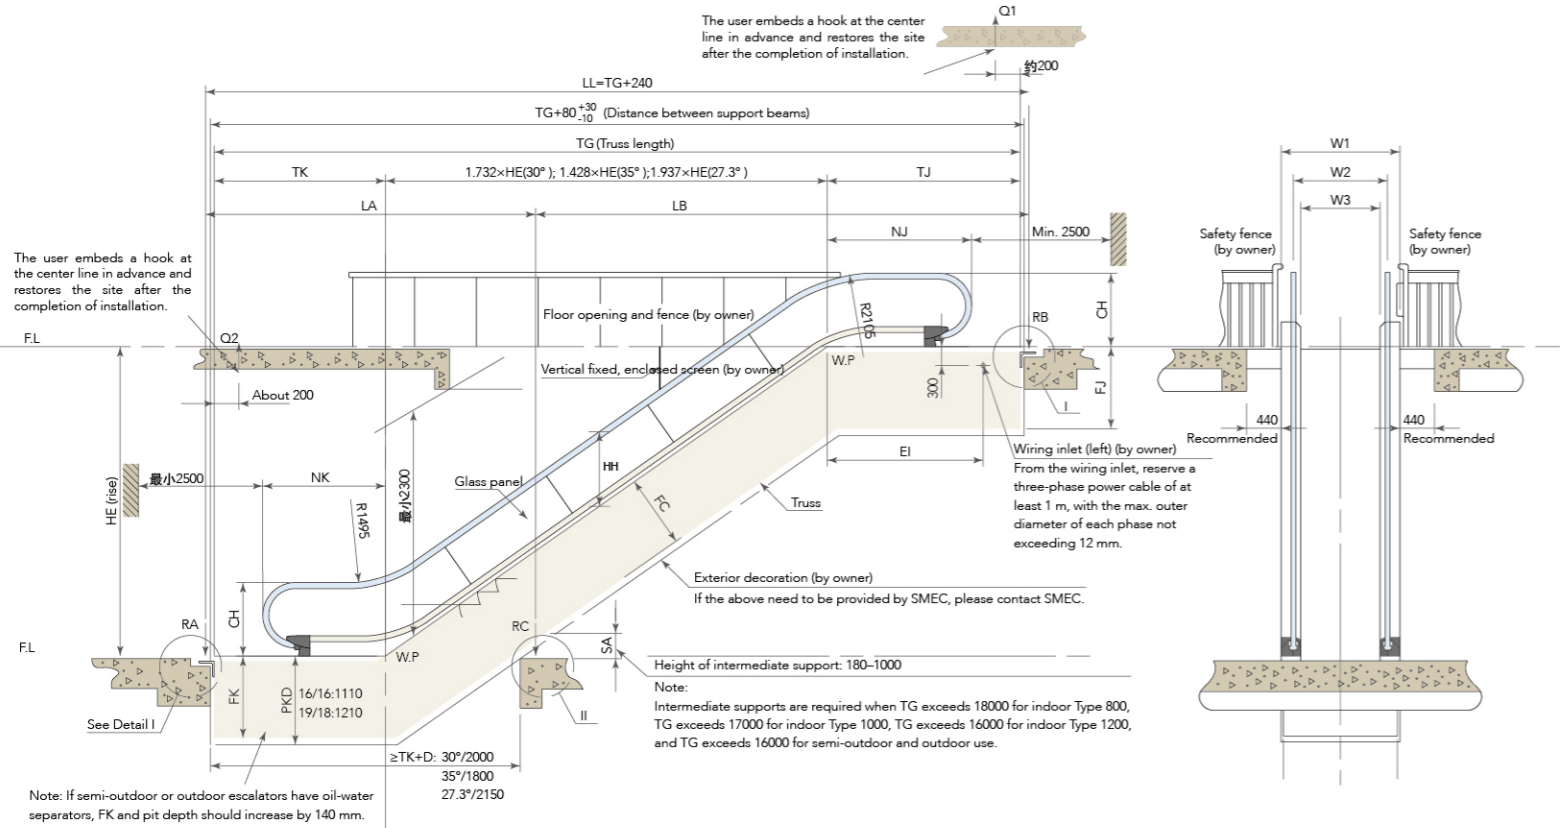 Q1
The user embeds a hook at the center
line in advance and restores the site
after the completion of installation.
约200
LL=TG+240
TG+80 +30 -10 (Distance between support beams)
TG (Truss length)
TK
1.732×HE(30° ); 1.428×HE(35° );1.937×HE(27.3° )
TJ
LA
LB
NJ
Min. 2500
W1
W2
W3
Safety fence
(by owner)
Safety fence
(by owner)
The user embeds a hook at
the center line in advance and
restores the site after the
completion of installation.
F.L
Q2
Floor opening and fence (by owner)
R2105
CH
RB
Vertical fixed, enclosed screen (by owner)
W.P
300
FJ
I
About 200
440
Recommended
440
Recommended
EI
Wiring inlet (left) (by owner)
From the wiring inlet, reserve a
three-phase power cable of at
least 1 m, with the max. outer
diameter of each phase not
exceeding 12 mm.
HE (rise)
最小2500
NK
最小2300
R1495
Glass panel
HH
FC
Truss
Exterior decoration (by owner)
If the above need to be provided by SMEC, please contact SMEC.
CH
RA
RC
SA
F.L
W.P
Height of intermediate support: 180–1000
Note:
Intermediate supports are required when TG exceeds 18000 for indoor Type 800,
TG exceeds 17000 for indoor Type 1000, TG exceeds 16000 for indoor Type 1200,
and TG exceeds 16000 for semi-outdoor and outdoor use.
FK
PKD
16/16:1110
19/18:1210
See Detail I
II
≥TK+D: 30°/2000
35°/1800
27.3°/2150
Note: If semi-outdoor or outdoor escalators have oil-water
separators, FK and pit depth should increase by 140 mm.